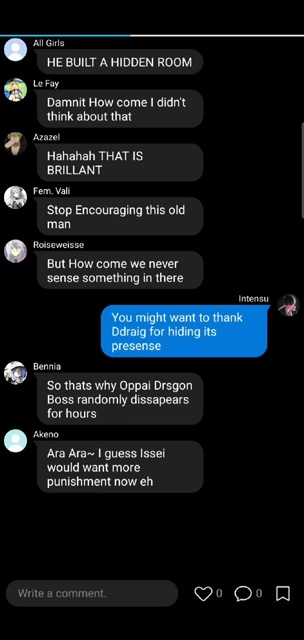 All Girls
HE BUILT A HIDDEN ROOM
Le Fay
Damnit How come I didn't
think about that
Azazel
Hahahah THAT IS
BRILLANT
Fem. Vali
Stop Encouraging this old
man
Roiseweisse
But How come we never
sense something in there
Intensu
You might want to thank
Ddraig for hiding its
presense
Bennia
So thats why Oppai Drsgon
Boss randomly dissapears
for hours
Akeno
Ara Ara~ I guess Issei
would want more
punishment now eh
Write a comment.
0
0